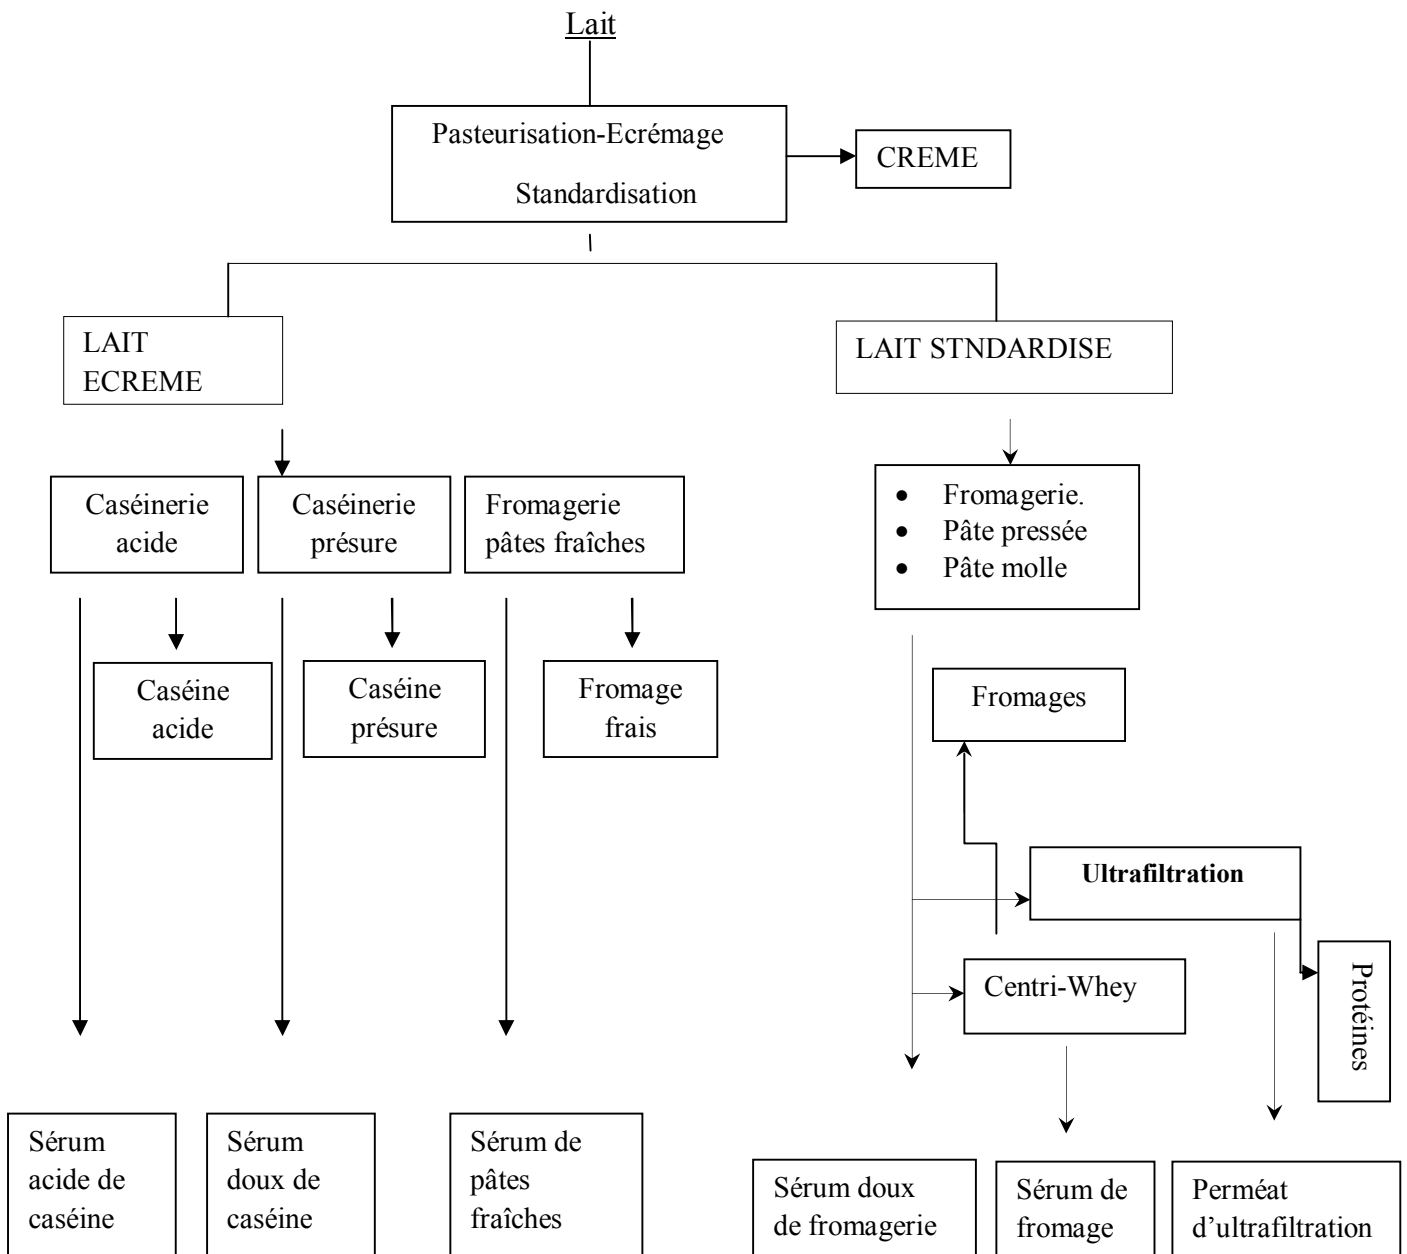 Lait
Pasteurisation-Ecrémage
Standardisation
CREME
LAIT
ECREME
LAIT STNDARDISE
Caséinerie
acide
Caséinerie
présure
Fromagerie
pâtes fraîches
• Fromagerie.
• Pâte pressée
• Pâte molle
Caséine
acide
Caséine
présure
Fromage
frais
Fromages
Ultrafiltration
Centri-Whey
Protéines
Sérum
acide de
caséine
Sérum
doux de
caséine
Sérum de
pâtes
fraîches
Sérum doux
de fromagerie
Sérum de
fromage
Perméat
d’ultrafiltration